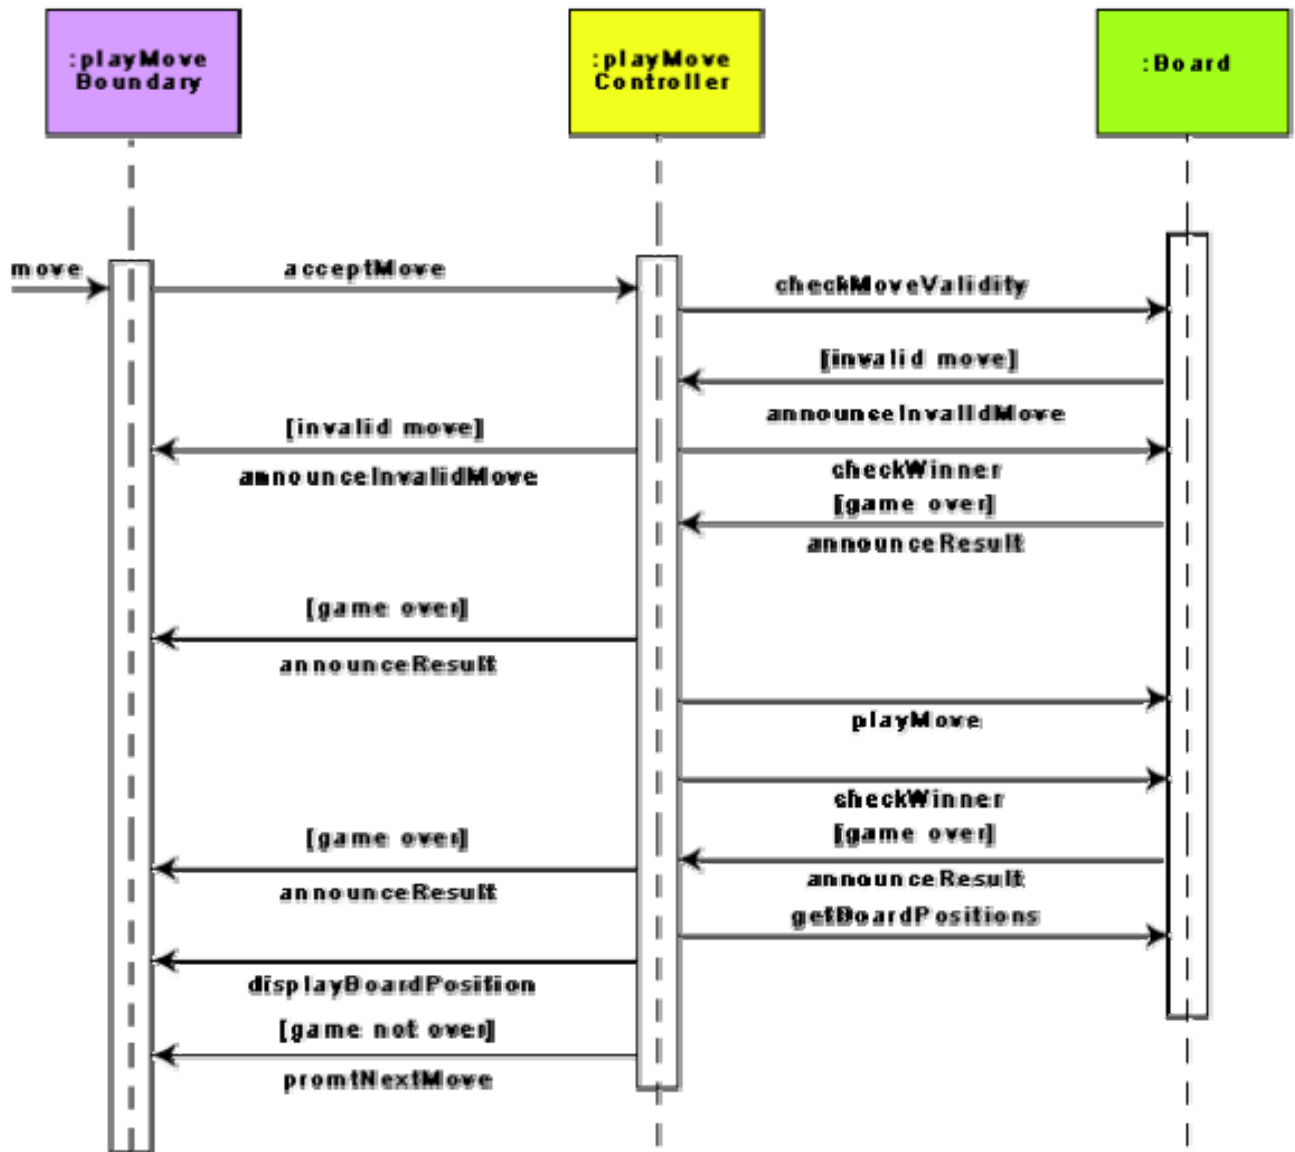 :playMove
Boundary
:playMove
Controller
:Board
move
acceptMove
checkMoveValidity
[invalid move]
announceInvalidMove
[invalid move]
announceInvalidMove
checkWinner
[game over]
announceResult
[game over]
announceResult
playMove
checkWinner
[game over]
announceResult
[game over]
announceResult
getBoardPositions
displayBoardPosition
[game not over]
promtNextMove